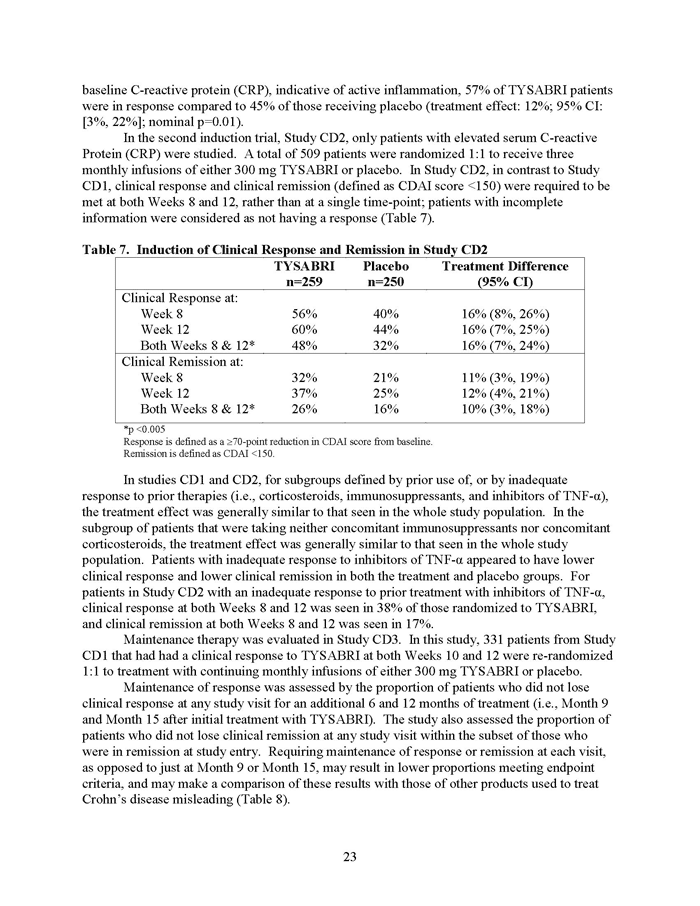 baseline C-reactive protein (CRP), indicative of active inflammation, 57% of TYSABRI patients
were in response compared to 45% of those receiving placebo (treatment effect: 12%; 95% CI:
[3%, 22%]; nominal p=0.01).
In the second induction trial, Study CD2, only patients with elevated serum C-reactive
Protein (CRP) were studied. A total of 509 patients were randomized 1:1 to receive three
monthly infusions of either 300 mg TYSABRI or placebo. In Study CD2, in contrast to Study
CD1, clinical response and clinical remission (defined as CDAI score <150) were required to be
met at both Weeks 8 and 12, rather than at a single time-point; patients with incomplete
information were considered as not having a response (Table 7).
Table 7. Induction of Clinical Response and Remission in Study CD2
TYSABRI Placebo Treatment Difference
n=259 n=250 (95% CI)
Clinical Response at:
Week 8 56% 40% 16% (8%, 26%)
Week 12 60% 44% 16% (7%, 25%)
Both Weeks 8 & 12* 48% 32% 16% (7%, 24%)
Clinical Remission at:
Week 8 32% 21% 11% (3%, 19%)
Week 12 37% 25% 12% (4%, 21%)
Both Weeks 8 & 12* 26% 16% 10% (3%, 18%)
*p <0.005
Response is defined as a ≥70-point reduction in CDAI score from baseline.
Remission is defined as CDAI <150.
In studies CD1 and CD2, for subgroups defined by prior use of, or by inadequate
response to prior therapies (i.e., corticosteroids, immunosuppressants, and inhibitors of TNF-α),
the treatment effect was generally similar to that seen in the whole study population. In the
subgroup of patients that were taking neither concomitant immunosuppressants nor concomitant
corticosteroids, the treatment effect was generally similar to that seen in the whole study
population. Patients with inadequate response to inhibitors of TNF-α appeared to have lower
clinical response and lower clinical remission in both the treatment and placebo groups. For
patients in Study CD2 with an inadequate response to prior treatment with inhibitors of TNF-α,
clinical response at both Weeks 8 and 12 was seen in 38% of those randomized to TYSABRI,
and clinical remission at both Weeks 8 and 12 was seen in 17%.
Maintenance therapy was evaluated in Study CD3. In this study, 331 patients from Study
CD1 that had had a clinical response to TYSABRI at both Weeks 10 and 12 were re-randomized
1:1 to treatment with continuing monthly infusions of either 300 mg TYSABRI or placebo.
Maintenance of response was assessed by the proportion of patients who did not lose
clinical response at any study visit for an additional 6 and 12 months of treatment (i.e., Month 9
and Month 15 after initial treatment with TYSABRI). The study also assessed the proportion of
patients who did not lose clinical remission at any study visit within the subset of those who
were in remission at study entry. Requiring maintenance of response or remission at each visit,
as opposed to just at Month 9 or Month 15, may result in lower proportions meeting endpoint
criteria, and may make a comparison of these results with those of other products used to treat
Crohn’s disease misleading (Table 8).
23